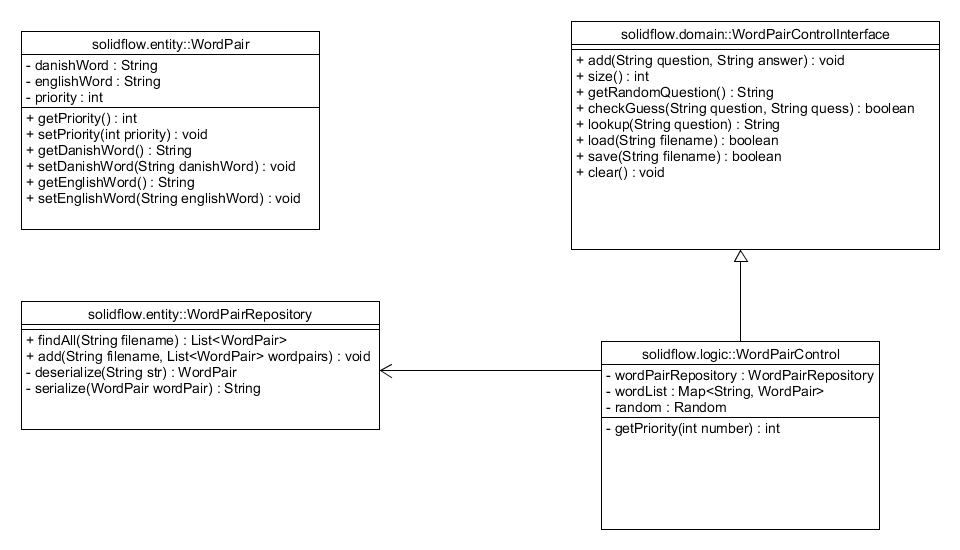 solidflow.entity::WordPair
- danishWord : String
- englishWord : String
- priority : int
+ getPriority() : int
+ setPriority(int priority) : void
+ getDanishWord() : String
+ setDanishWord(String danishWord) : void
+ getEnglishWord() : String
+ setEnglishWord(String englishWord) : void
solidflow.domain::WordPairControlInterface
+ add(String question, String answer) : void
+ size() : int
+ getRandomQuestion() : String
+ checkGuess(String question, String quess) : boolean
+ lookup(String question) : String
+ load(String filename) : boolean
+ save(String filename) : boolean
+ clear() : void
solidflow.entity::WordPairRepository
+ findAll(String filename) : List<WordPair>
+ add(String filename, List<WordPair> wordpairs) : void
- deserialize(String str) : WordPair
- serialize(WordPair wordPair) : String
solidflow.logic::WordPairControl
- wordPairRepository : WordPairRepository
- wordList : Map<String, WordPair>
- random : Random
- getPriority(int number) : int